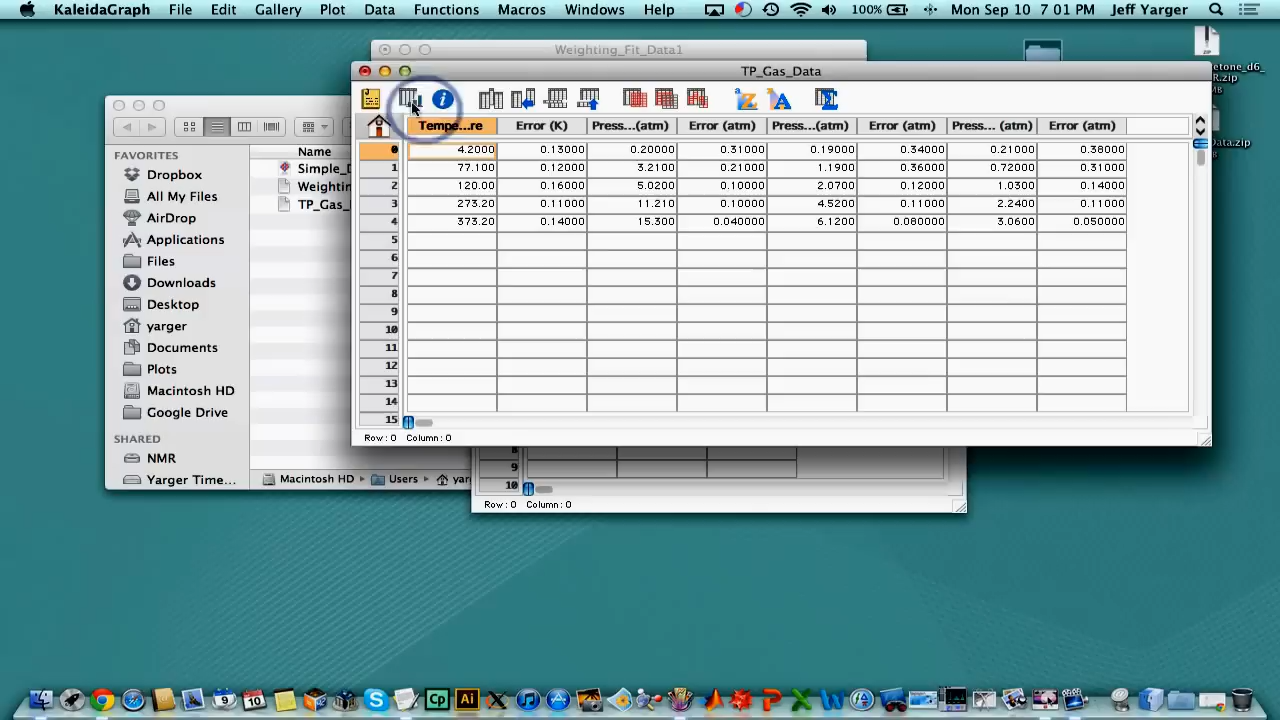 KaleidaGraph File Edit Gallery Plot Data Functions Macros Windows Help 100% Mon Sep 10 7:01 PM Jeff Yarger
Weighting_Fit_Data1
TP_Gas_Data
etone_d6_
R.zip
MB
Data.zip
B
FAVORITES
Dropbox
All My Files
AirDrop
Applications
Files
Downloads
Desktop
yarger
Documents
Plots
Macintosh HD
Google Drive
SHARED
NMR
Yarger Time...
Name
Simple_D
Weighting
TP_Gas_
Macintosh HD Users yarg
Tempe...re Error (K) Press...(atm) Error (atm) Press...(atm) Error (atm) Press... (atm) Error (atm)
0 4.2000 0.13000 0.20000 0.31000 0.19000 0.34000 0.21000 0.38000
1 77.100 0.12000 3.2100 0.21000 1.1900 0.36000 0.72000 0.31000
2 120.00 0.16000 5.0200 0.10000 0.12000 1.0300 0.14000
3 273.20 0.11000 11.210 0.10000 4.5200 0.11000 2.2400 0.11000
4 373.20 0.14000 15.300 0.040000 6.1200 0.080000 3.0600 0.050000
5
6
7
8
9
10
11
12
13
14
15
Row: 0 Column: 0
9
10
Row: 0 Column: 0